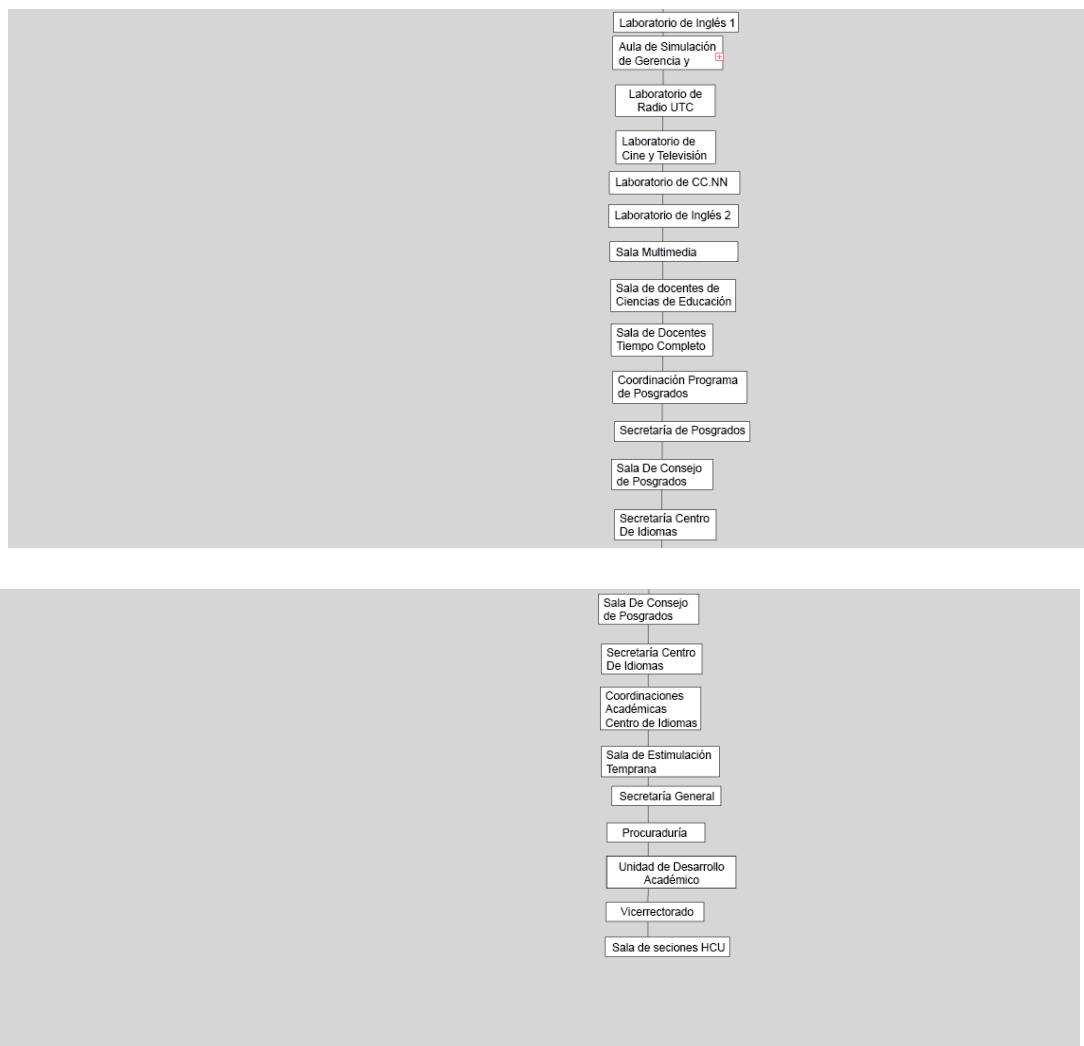 Laboratorio de Inglés 1
Aula de Simulación
de Gerencia y
Laboratorio de
Radio UTC
Laboratorio de
Cine y Televisión
Laboratorio de CC.NN
Laboratorio de Inglés 2
Sala Multimedia
Sala de docentes de
Ciencias de Educación
Sala de Docentes
Tiempo Completo
Coordinación Programa
de Posgrados
Secretaría de Posgrados
Sala De Consejo
de Posgrados
Secretaría Centro
De Idiomas
Sala De Consejo
de Posgrados
Secretaría Centro
De Idiomas
Coordinaciones
Académicas
Centro de Idiomas
Sala de Estimulación
Temprana
Secretaría General
Procuraduría
Unidad de Desarrollo
Académico
Vicerrectorado
Sala de seciones HCU